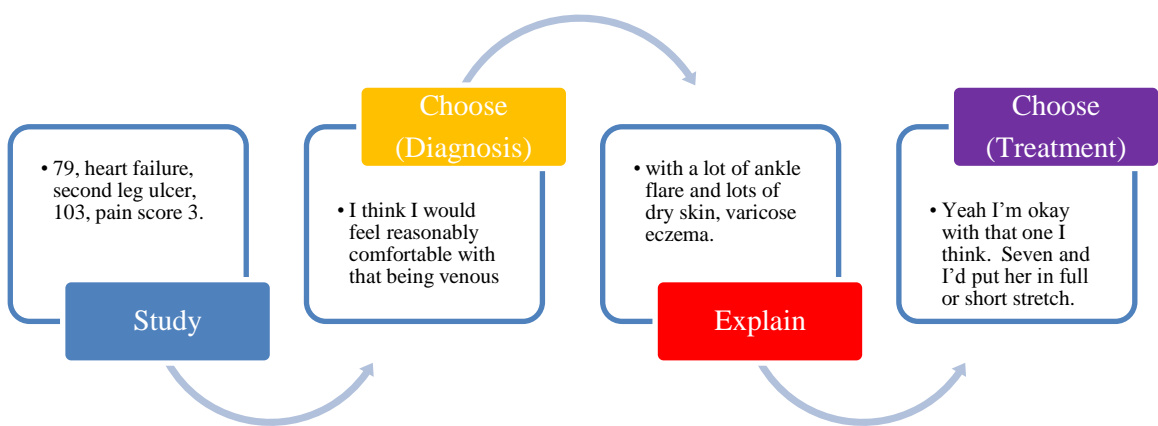 • 79, heart failure,
second leg ulcer,
103, pain score 3.
Study
Choose
(Diagnosis)
• I think I would
feel reasonably
comfortable with
that being venous
• with a lot of ankle
flare and lots of
dry skin, varicose
eczema.
Explain
Choose
(Treatment)
• Yeah I’m okay
with that one I
think.  Seven and
I’d put her in full
or short stretch.